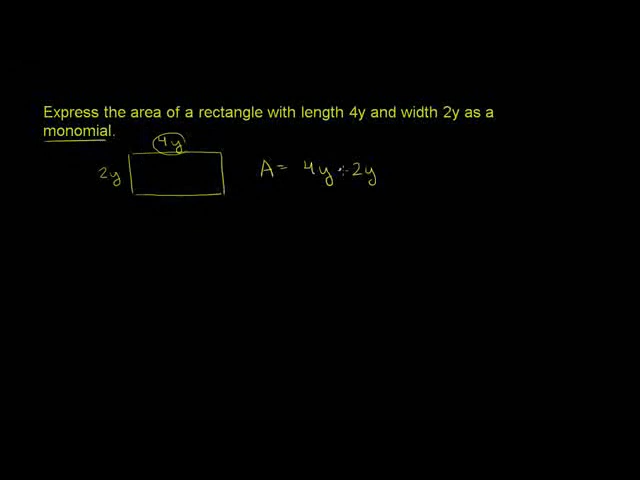 Express the area of a rectangle with length 4y and width 2y as a
monomial.
4y
2y
A = 4y · 2y